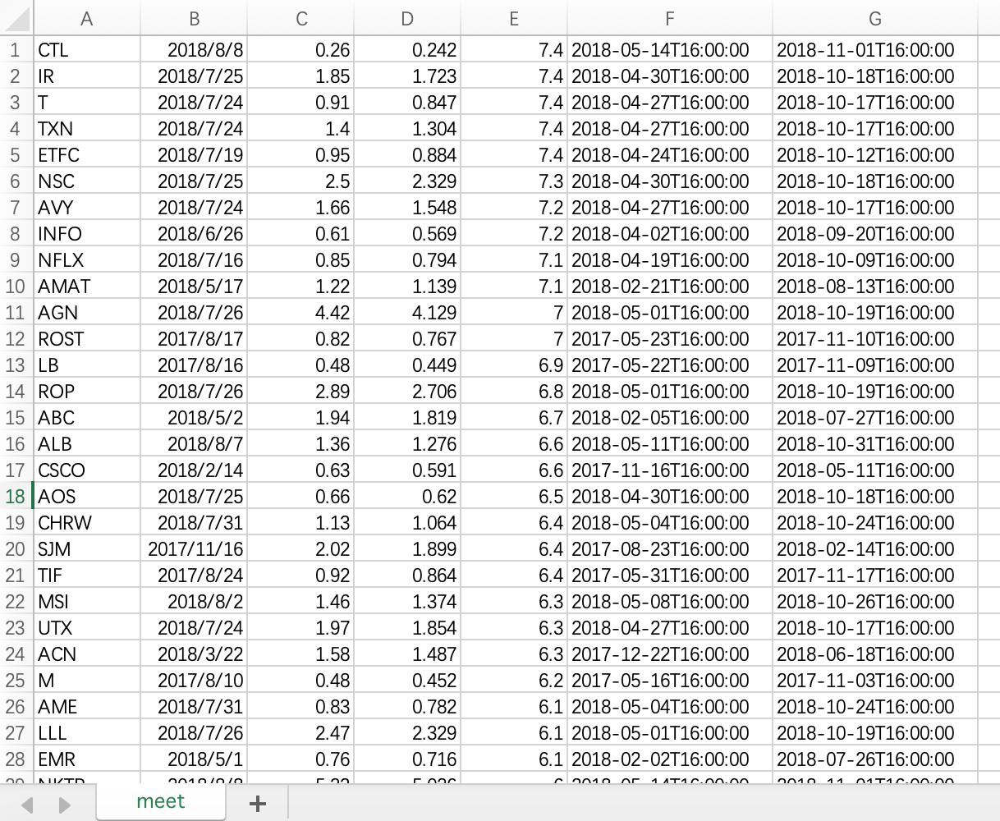 A B C D E F G
1 CTL 2018/8/8 0.26 0.242 7.4 2018-05-14T16:00:00 2018-11-01T16:00:00
2 IR 2018/7/25 1.85 1.723 7.4 2018-04-30T16:00:00 2018-10-18T16:00:00
3 T 2018/7/24 0.91 0.847 7.4 2018-04-27T16:00:00 2018-10-17T16:00:00
4 TXN 2018/7/24 1.4 1.304 7.4 2018-04-27T16:00:00 2018-10-17T16:00:00
5 ETFC 2018/7/19 0.95 0.884 7.4 2018-04-24T16:00:00 2018-10-12T16:00:00
6 NSC 2018/7/25 2.5 2.329 7.3 2018-04-30T16:00:00 2018-10-18T16:00:00
7 AVY 2018/7/24 1.66 1.548 7.2 2018-04-27T16:00:00 2018-10-17T16:00:00
8 INFO 2018/6/26 0.61 0.569 7.2 2018-04-02T16:00:00 2018-09-20T16:00:00
9 NFLX 2018/7/16 0.85 0.794 7.1 2018-04-19T16:00:00 2018-10-09T16:00:00
10 AMAT 2018/5/17 1.22 1.139 7.1 2018-02-21T16:00:00 2018-08-13T16:00:00
11 AGN 2018/7/26 4.42 4.129 7 2018-05-01T16:00:00 2018-10-19T16:00:00
12 ROST 2017/8/17 0.82 0.767 7 2017-05-23T16:00:00 2017-11-10T16:00:00
13 LB 2017/8/16 0.48 0.449 6.9 2017-05-22T16:00:00 2017-11-09T16:00:00
14 ROP 2018/7/26 2.89 2.706 6.8 2018-05-01T16:00:00 2018-10-19T16:00:00
15 ABC 2018/5/2 1.94 1.819 6.7 2018-02-05T16:00:00 2018-07-27T16:00:00
16 ALB 2018/8/7 1.36 1.276 6.6 2018-05-11T16:00:00 2018-10-31T16:00:00
17 CSCO 2018/2/14 0.63 0.591 6.6 2017-11-16T16:00:00 2018-05-11T16:00:00
18 AOS 2018/7/25 0.66 0.62 6.5 2018-04-30T16:00:00 2018-10-18T16:00:00
19 CHRW 2018/7/31 1.13 1.064 6.4 2018-05-04T16:00:00 2018-10-24T16:00:00
20 SJM 2017/11/16 2.02 1.899 6.4 2017-08-23T16:00:00 2018-02-14T16:00:00
21 TIF 2017/8/24 0.92 0.864 6.4 2017-05-31T16:00:00 2017-11-17T16:00:00
22 MSI 2018/8/2 1.46 1.374 6.3 2018-05-08T16:00:00 2018-10-26T16:00:00
23 UTX 2018/7/24 1.97 1.854 6.3 2018-04-27T16:00:00 2018-10-17T16:00:00
24 ACN 2018/3/22 1.58 1.487 6.3 2017-12-22T16:00:00 2018-06-18T16:00:00
25 M 2017/8/10 0.48 0.452 6.2 2017-05-16T16:00:00 2017-11-03T16:00:00
26 AME 2018/7/31 0.83 0.782 6.1 2018-05-04T16:00:00 2018-10-24T16:00:00
27 LLL 2018/7/26 2.47 2.329 6.1 2018-05-01T16:00:00 2018-10-19T16:00:00
28 EMR 2018/5/1 0.76 0.716 6.1 2018-02-02T16:00:00 2018-07-26T16:00:00
meet